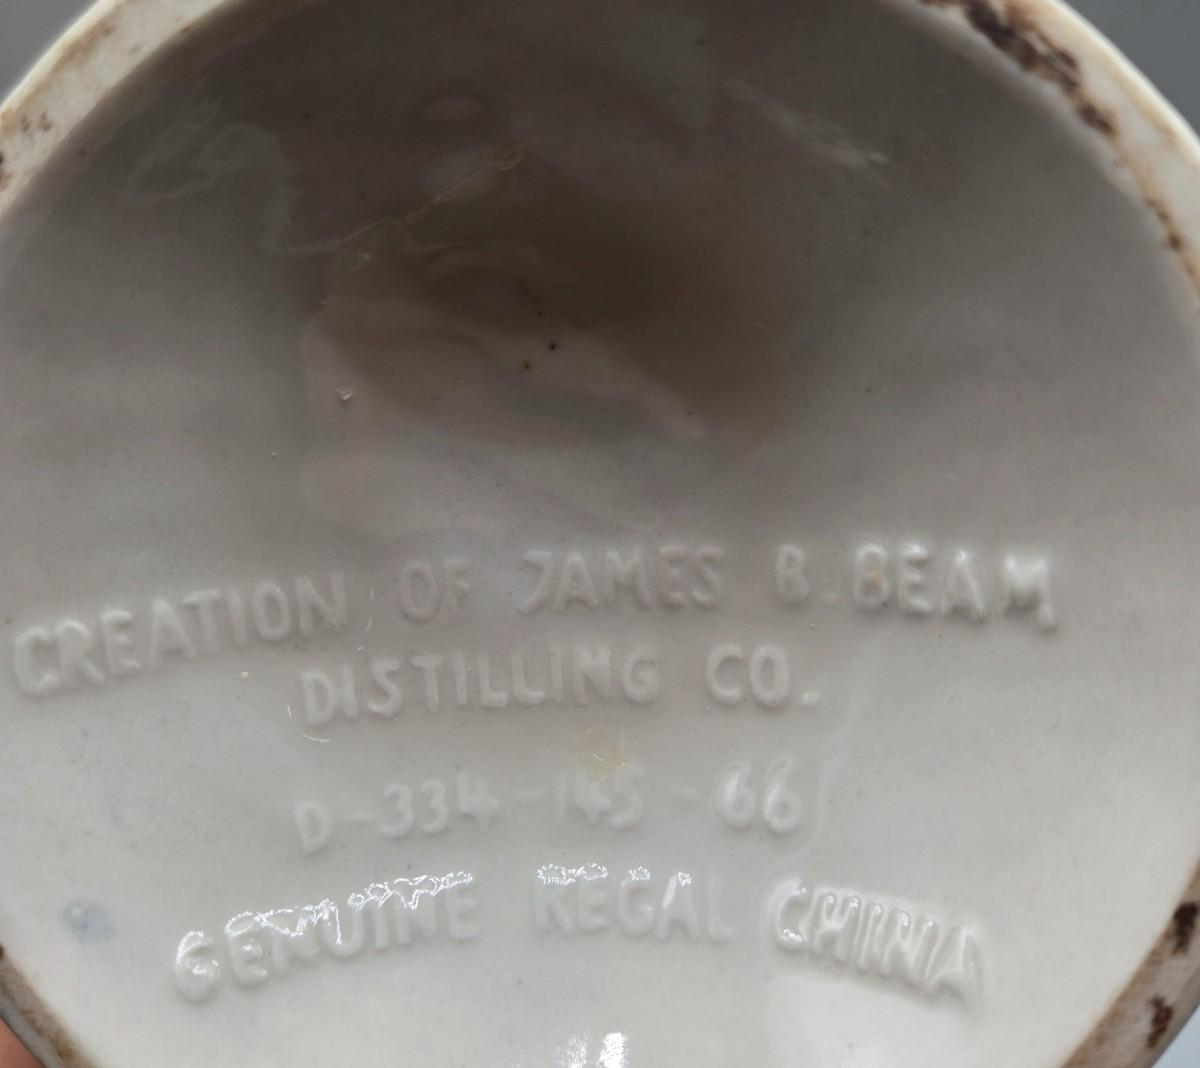 CREATION OF JAMES B. BEAM
DISTILLING CO.
D-334-145-66
GENUINE REGAL CHINA